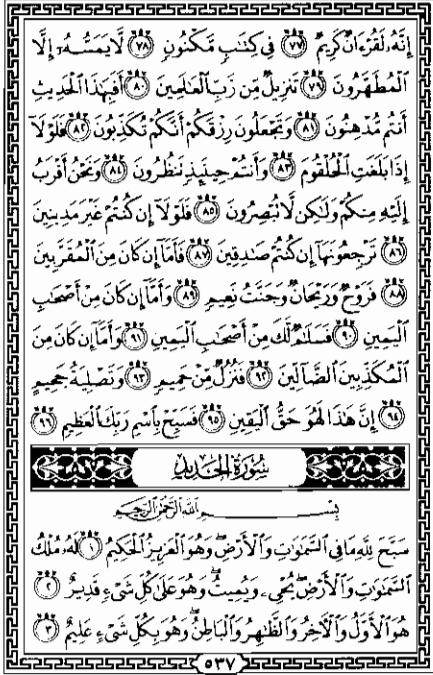 إِنَّهُۥ لَقُرْءَانٌ كَرِيمٌ ٧٧ فِى كِتَٰبٍ مَّكْنُونٍ ٧٨ لَّا يَمَسُّهُۥٓ إِلَّا
ٱلْمُطَهَّرُونَ ٧٩ تَنزِيلٌ مِّن رَّبِّ ٱلْعَٰلَمِينَ ٨٠ أَفَبِهَٰذَا ٱلْحَدِيثِ
أَنتُم مُّدْهِنُونَ ٨١ وَتَجْعَلُونَ رِزْقَكُمْ أَنَّكُمْ تُكَذِّبُونَ ٨٢ فَلَوْلَآ
إِذَا بَلَغَتِ ٱلْحُلْقُومَ ٨٣ وَأَنتُمْ حِينَئِذٍ تَنظُرُونَ ٨٤ وَنَحْنُ أَقْرَبُ
إِلَيْهِ مِنكُمْ وَلَٰكِن لَّا تُبْصِرُونَ ٨٥ فَلَوْلَآ إِن كُنتُمْ غَيْرَ مَدِينِينَ
٨٦ تَرْجِعُونَهَآ إِن كُنتُمْ صَٰدِقِينَ ٨٧ فَأَمَّآ إِن كَانَ مِنَ ٱلْمُقَرَّبِينَ
٨٨ فَرَوْحٌ وَرَيْحَانٌ وَجَنَّتُ نَعِيمٍ ٨٩ وَأَمَّآ إِن كَانَ مِنْ أَصْحَٰبِ
ٱلْيَمِينِ ٩٠ فَسَلَٰمٌ لَّكَ مِنْ أَصْحَٰبِ ٱلْيَمِينِ ٩١ وَأَمَّآ إِن كَانَ مِنَ
ٱلْمُكَذِّبِينَ ٱلضَّآلِّينَ ٩٢ فَنُزُلٌ مِّنْ حَمِيمٍ ٩٣ وَتَصْلِيَةُ جَحِيمٍ
٩٤ إِنَّ هَٰذَا لَهُوَ حَقُّ ٱلْيَقِينِ ٩٥ فَسَبِّحْ بِٱسْمِ رَبِّكَ ٱلْعَظِيمِ ٩٦
سُورَةُ الْحَدِيدِ
بِسْمِ ٱللَّهِ ٱلرَّحْمَٰنِ ٱلرَّحِيمِ
سَبَّحَ لِلَّهِ مَا فِى ٱلسَّمَٰوَٰتِ وَٱلْأَرْضِ ۖ وَهُوَ ٱلْعَزِيزُ ٱلْحَكِيمُ ١ لَهُۥ مُلْكُ
ٱلسَّمَٰوَٰتِ وَٱلْأَرْضِ ۖ يُحْىِۦ وَيُمِيتُ ۖ وَهُوَ عَلَىٰ كُلِّ شَىْءٍ قَدِيرٌ ٢
هُوَ ٱلْأَوَّلُ وَٱلْءَاخِرُ وَٱلظَّٰهِرُ وَٱلْبَاطِنُ ۖ وَهُوَ بِكُلِّ شَىْءٍ عَلِيمٌ ٣
٥٣٧